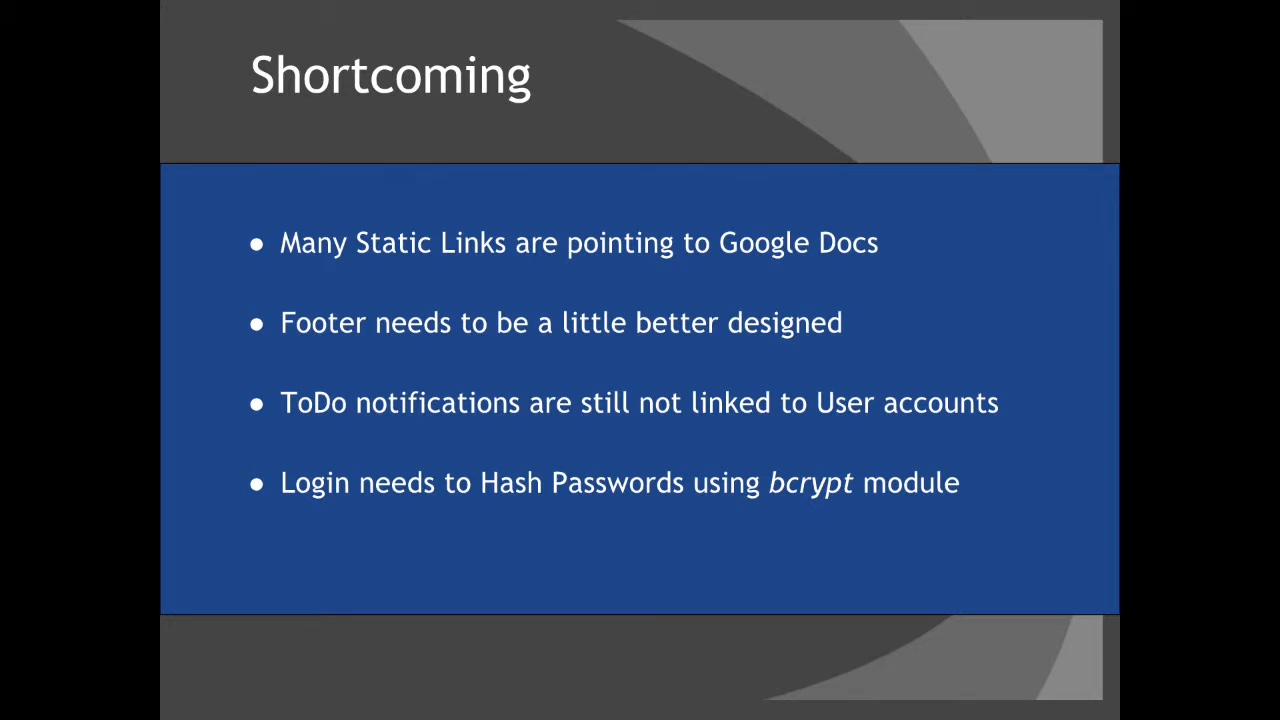 Shortcoming
● Many Static Links are pointing to Google Docs
● Footer needs to be a little better designed
● ToDo notifications are still not linked to User accounts
● Login needs to Hash Passwords using bcrypt module